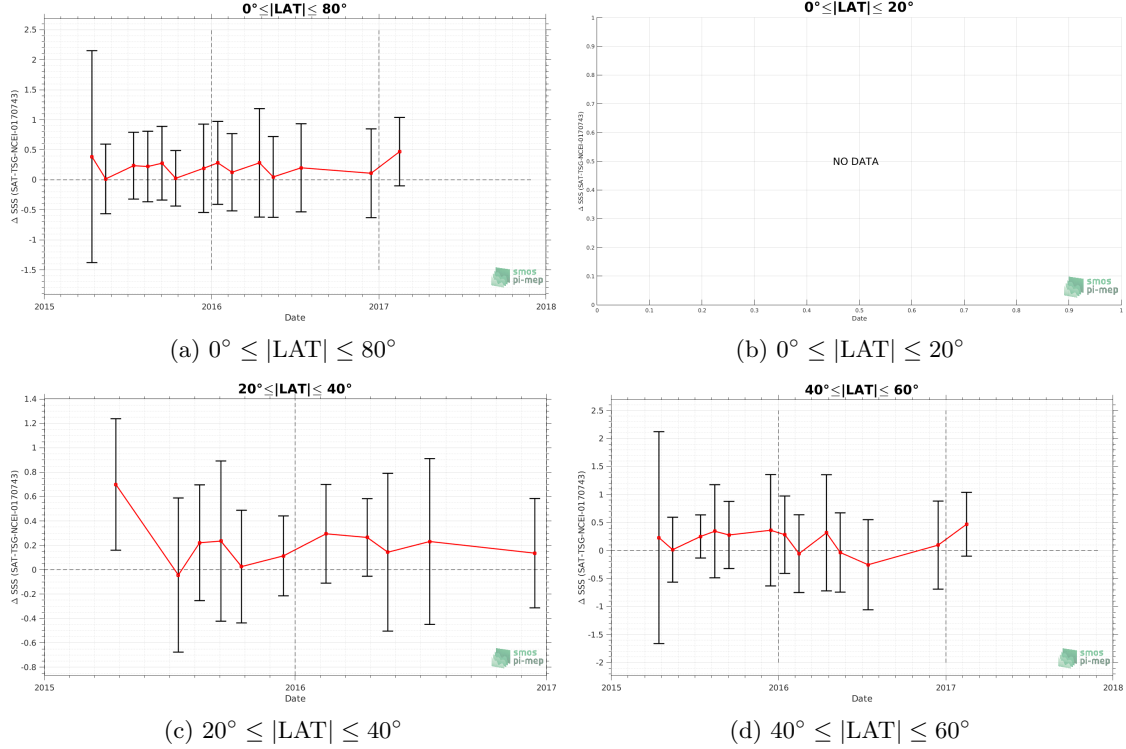 0°≤|LAT|≤ 80°
Δ SSS (SAT-TSG-NCEI-0170743)
2.5
2
1.5
1
0.5
0
-0.5
-1
-1.5
2015 2016 2017 2018
Date
smos
pi-mep
(a) 0° ≤ |LAT| ≤ 80°
0°≤|LAT|≤ 20°
Δ SSS (SAT-TSG-NCEI-0170743)
1
0.9
0.8
0.7
0.6
0.5
0.4
0.3
0.2
0.1
0
NO DATA
0 0.1 0.2 0.3 0.4 0.5 0.6 0.7 0.8 0.9 1
Date
smos
pi-mep
(b) 0° ≤ |LAT| ≤ 20°
20°≤|LAT|≤ 40°
Δ SSS (SAT-TSG-NCEI-0170743)
1.4
1.2
1
0.8
0.6
0.4
0.2
0
-0.2
-0.4
-0.6
-0.8
2015 2016 2017
Date
smos
pi-mep
(c) 20° ≤ |LAT| ≤ 40°
40°≤|LAT|≤ 60°
Δ SSS (SAT-TSG-NCEI-0170743)
2.5
2
1.5
1
0.5
0
-0.5
-1
-1.5
-2
2015 2016 2017 2018
Date
smos
pi-mep
(d) 40° ≤ |LAT| ≤ 60°